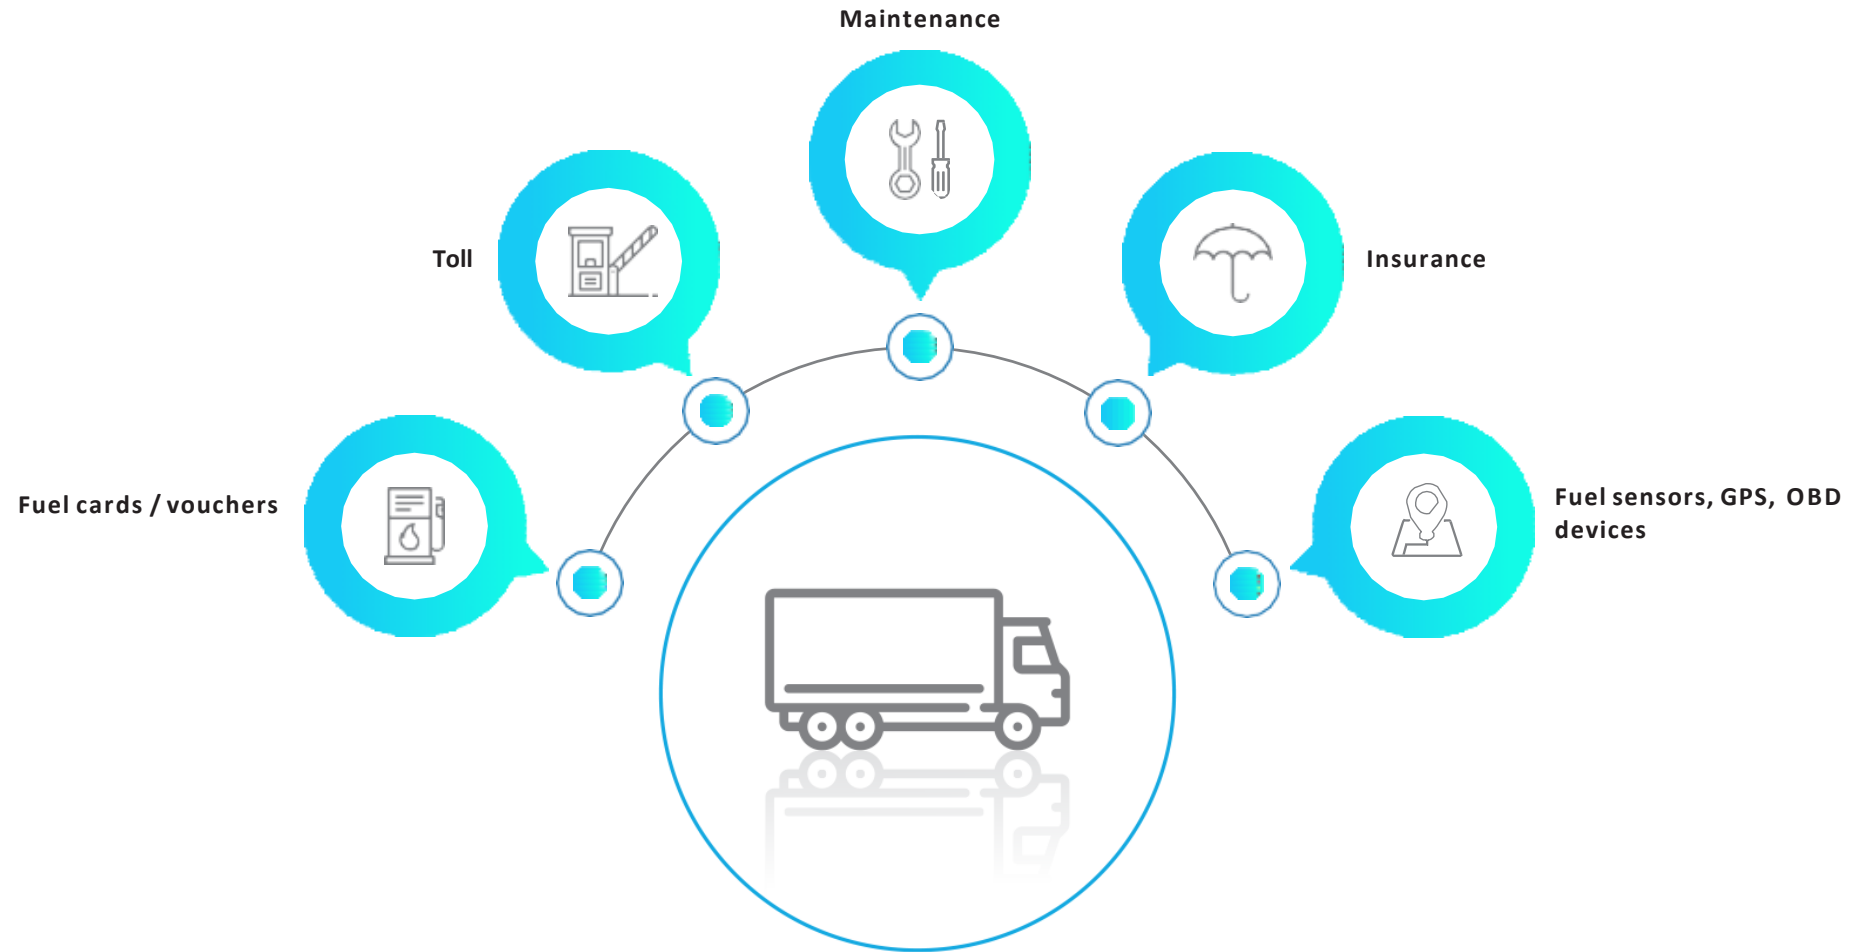 Maintenance
Toll
Insurance
Fuel cards / vouchers
Fuel sensors, GPS, OBD
devices